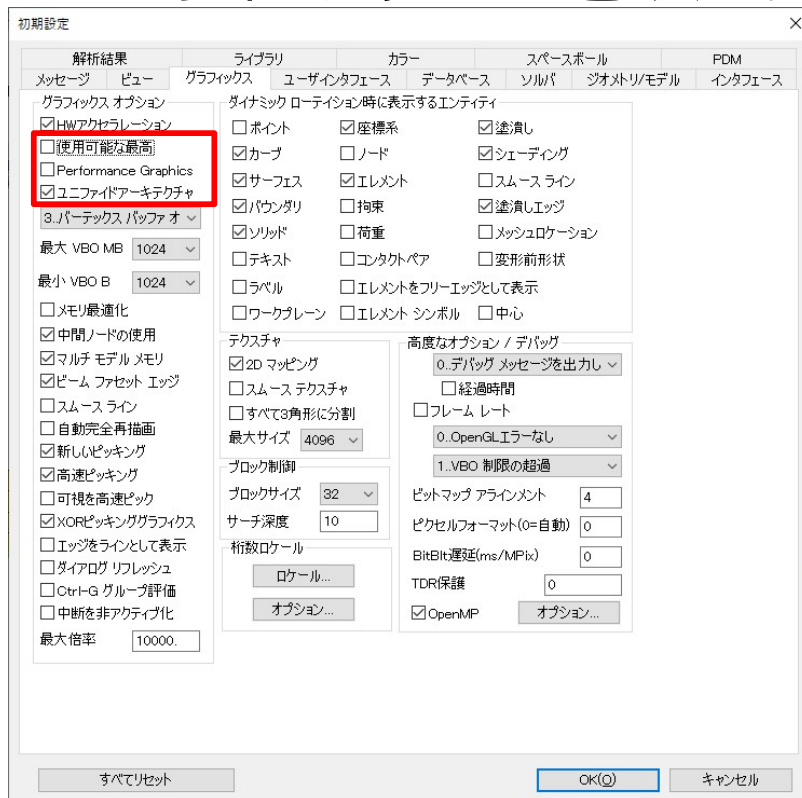 初期設定
解析結果 ライブラリ カラー スペースボール PDM
メッセージ ビュー グラフィックス ユーザインタフェース データベース ソルバ ジオメトリ/モデル インタフェース
グラフィックス オプション
HWアクセラレーション
使用可能な最高
Performance Graphics
ユニファイドアーキテクチャ
3..バーテックス バッファ オ
最大 VBO MB 1024
最小 VBO B 1024
メモリ最適化
中間ノードの使用
マルチ モデル メモリ
ビーム ファセット エッジ
スムース ライン
自動完全再描画
新しいピッキング
高速ピッキング
可視を高速ピック
XORピッキンググラフィクス
エッジをラインとして表示
ダイアログ リフレッシュ
Ctrl-G グループ評価
中断を非アクティブ化
最大倍率 10000.
ダイナミック ローテイション時に表示するエンティティ
ポイント 座標系 塗潰し
カーブ ノード シェーディング
サーフェス エレメント スムース ライン
バウンダリ 拘束 塗潰しエッジ
ソリッド 荷重 メッシュロケーション
テキスト コンタクトペア 変形前形状
ラベル エレメントをフリーエッジとして表示
ワークプレーン エレメント シンボル 中心
テクスチャ
2D マッピング
スムース テクスチャ
すべて3角形に分割
最大サイズ 4096
ブロック制御
ブロックサイズ 32
サーチ深度 10
桁数ロケール
ロケール...
オプション...
高度なオプション / デバッグ
0..デバッグ メッセージを出力し
経過時間
フレーム レート
0..OpenGLエラーなし
1..VBO 制限の超過
ビットマップ アラインメント 4
ピクセルフォーマット(0=自動) 0
BitBlt遅延(ms/MPix) 0
TDR保護 0
OpenMP オプション...
すべてリセット OK(O) キャンセル